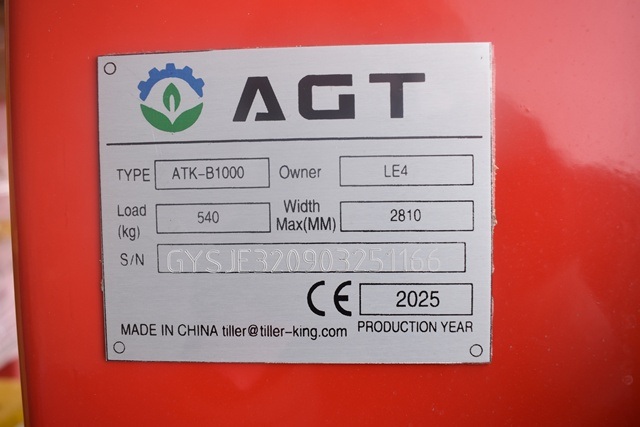 AGT
TYPE ATK-B1000 Owner LE4
Load (kg) 540 Width Max(MM) 2810
S/N GYSJF320903251166
CE 2025
MADE IN CHINA tiller@tiller-king.com PRODUCTION YEAR